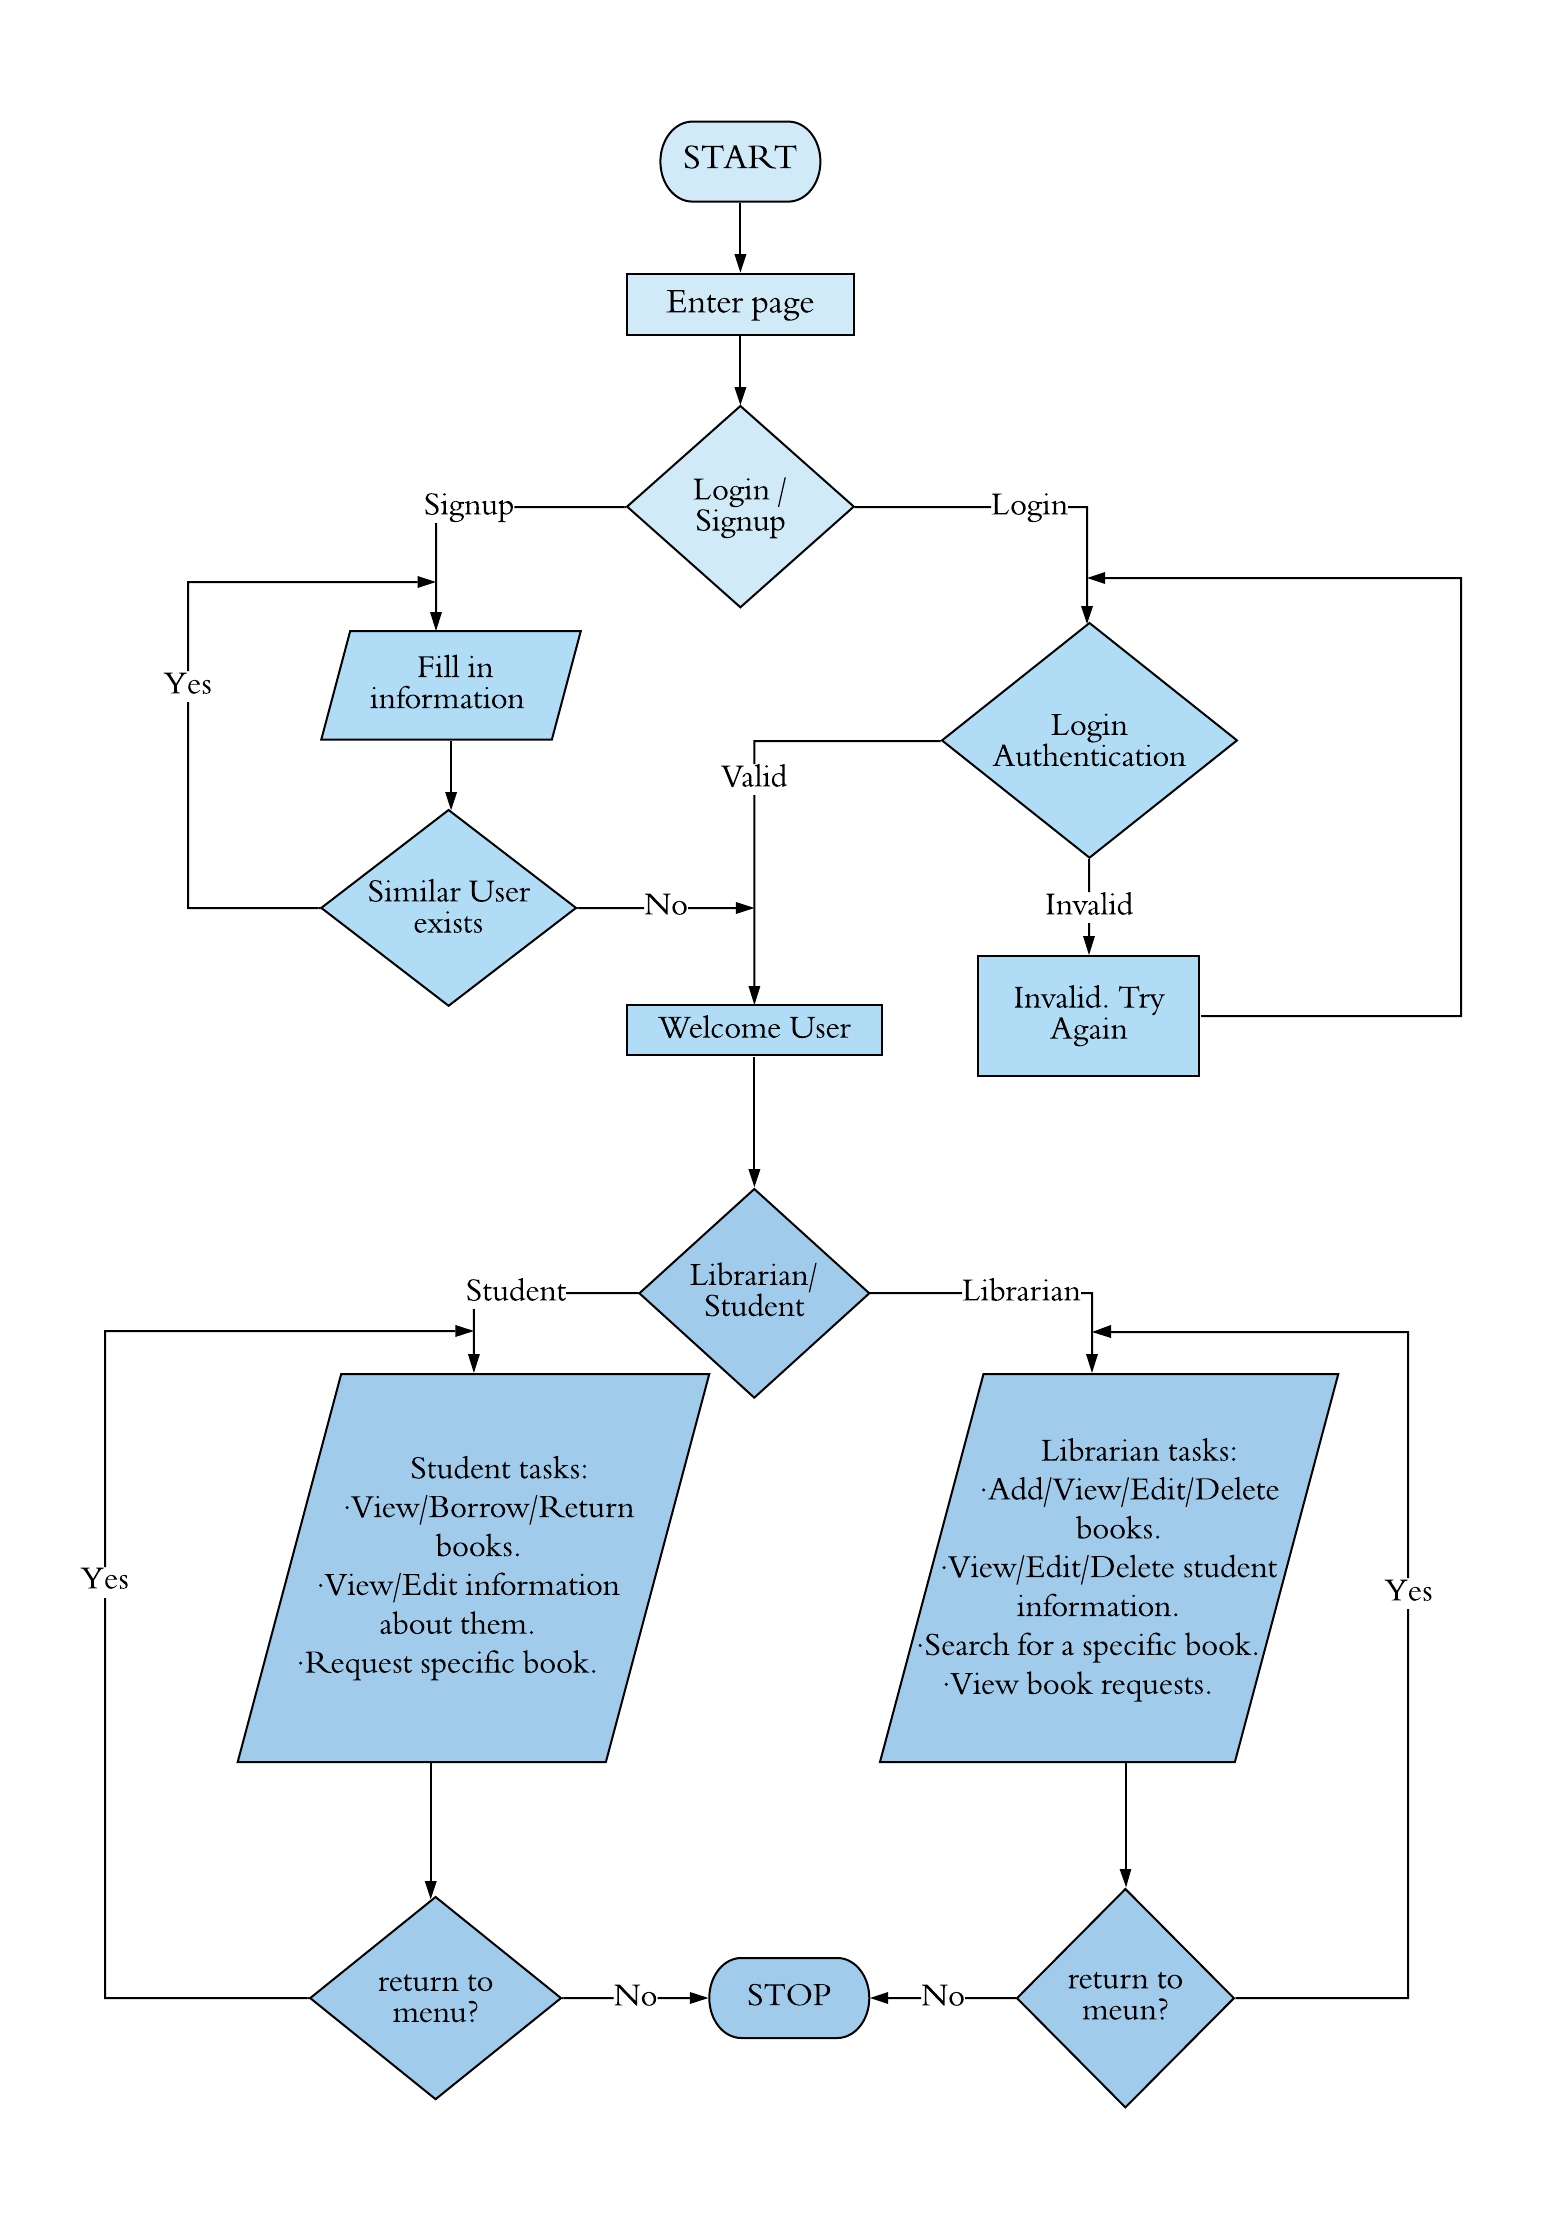 START
Enter page
Login /
Signup
Signup
Login
Yes
Fill in
information
Login
Authentication
Valid
Similar User
exists
No
Invalid
Invalid. Try
Again
Welcome User
Librarian/
Student
Student
Librarian
Student tasks:
·View/Borrow/Return
books.
·View/Edit information
about them.
·Request specific book.
Yes
Librarian tasks:
·Add/View/Edit/Delete
books.
·View/Edit/Delete student
information.
·Search for a specific book.
·View book requests.
Yes
return to
menu?
No
STOP
No
return to
meun?